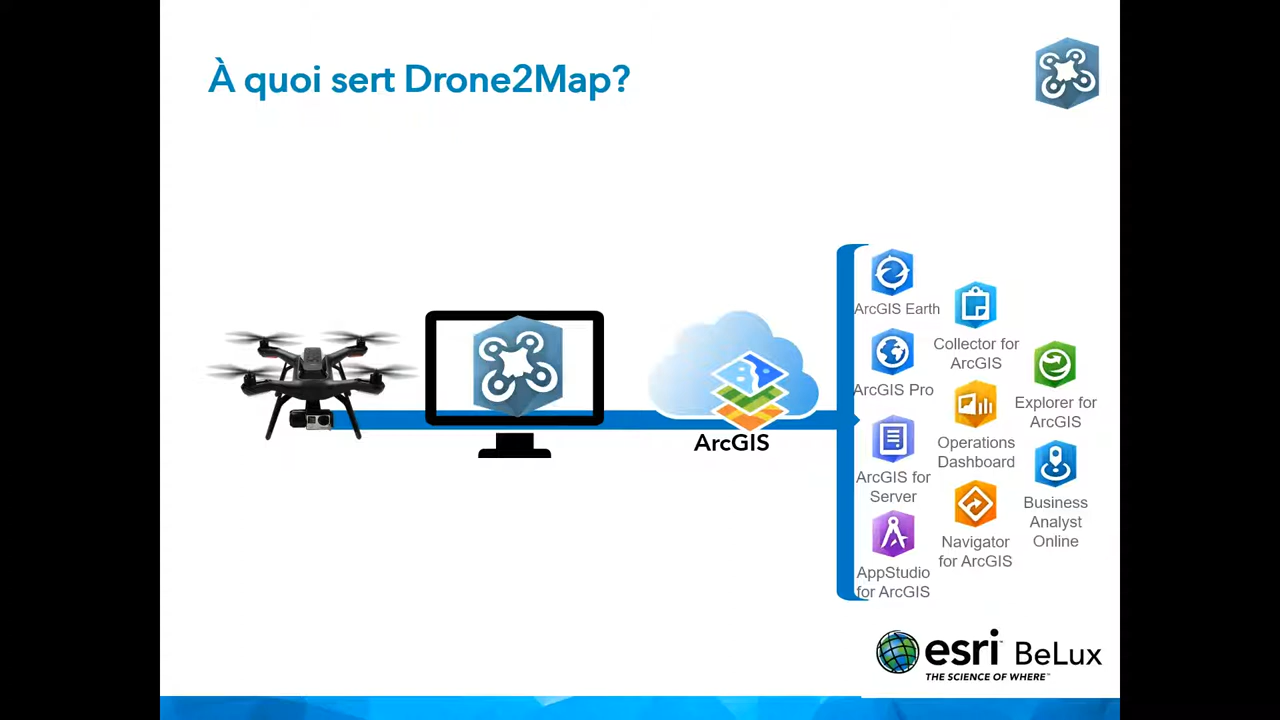 À quoi sert Drone2Map?
ArcGIS
ArcGIS Earth
ArcGIS Pro
ArcGIS for
Server
AppStudio
for ArcGIS
Collector for
ArcGIS
Operations
Dashboard
Navigator
for ArcGIS
Explorer for
ArcGIS
Business
Analyst
Online
esri BeLux
THE SCIENCE OF WHERE™